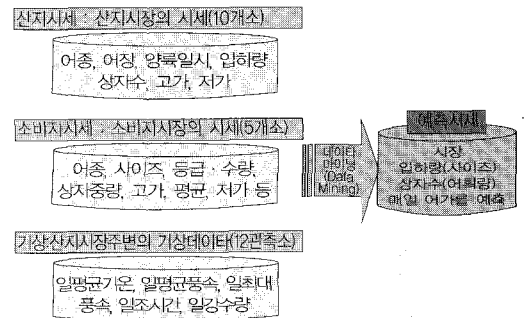 산지시세 : 산지시장의 시세(10개소)
어종, 어장, 양륙일시, 입하량
상자수, 고가, 저가
소비지시세 : 소비지시장의 시세(5개소)
어종, 사이즈, 등급 · 수량,
상자중량, 고가, 평균, 저가 등
데이터
마이닝
(Data
Mining)
예측시세
시장
입하량(사이즈)
상자수(어획량)
매일 어가를 예측
기상산지시장주변의 기상데이타(12관측소)
일평균기온, 일평균풍속, 일최대
풍속, 일조시간, 일강수량